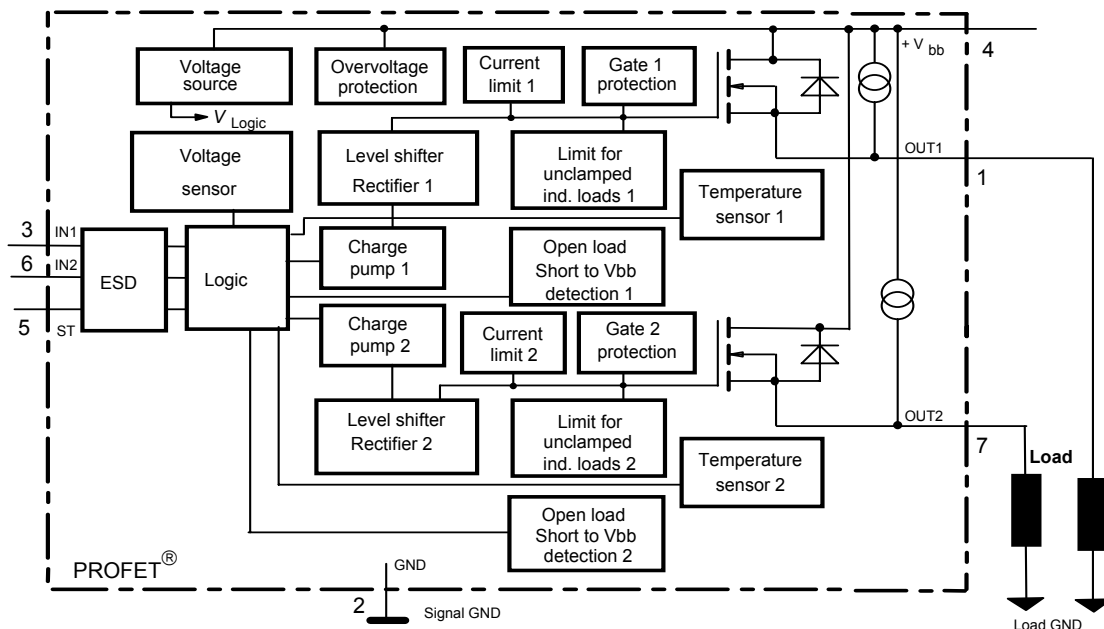 + V bb
4
Voltage
source
Overvoltage
protection
Current
limit 1
Gate 1
protection
V Logic
Voltage
sensor
Level shifter
Rectifier 1
Limit for
unclamped
ind. loads 1
OUT1
1
Temperature
sensor 1
3
IN1
6
IN2
5
ST
ESD
Logic
Charge
pump 1
Open load
Short to Vbb
detection 1
Charge
pump 2
Current
limit 2
Gate 2
protection
Level shifter
Rectifier 2
Limit for
unclamped
ind. loads 2
OUT2
7
Load
Temperature
sensor 2
Open load
Short to Vbb
detection 2
PROFET®
GND
2
Signal GND
Load GND